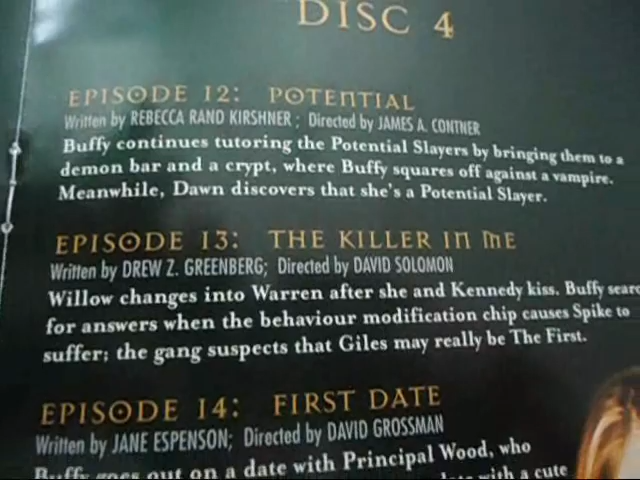 DISC 4
EPISODE 12: POTENTIAL
Written by REBECCA RAND KIRSHNER ; Directed by JAMES A. CONTNER
Buffy continues tutoring the Potential Slayers by bringing them to a
demon bar and a crypt, where Buffy squares off against a vampire.
Meanwhile, Dawn discovers that she's a Potential Slayer.
EPISODE 13: THE KILLER IN ME
Written by DREW Z. GREENBERG; Directed by DAVID SOLOMON
Willow changes into Warren after she and Kennedy kiss. Buffy
for answers when the behaviour modification chip causes Spike to
suffer; the gang suspects that Giles may really be The First.
EPISODE 14: FIRST DATE
Written by JANE ESPENSON; Directed by DAVID GROSSMAN
Buffy goes out on a date with Principal Wood, who
with a cute